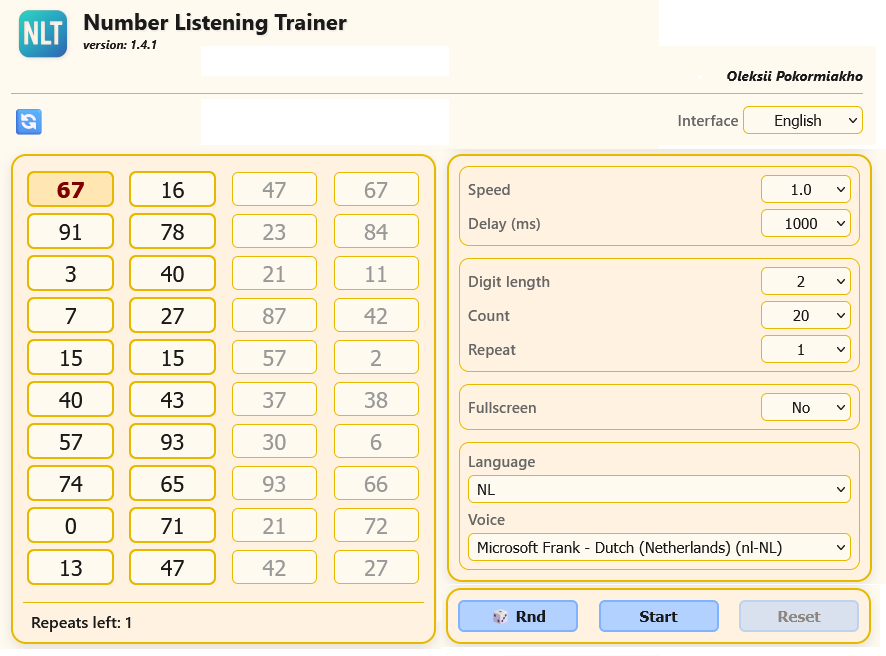 NLT
Number Listening Trainer
version: 1.4.1
Oleksii Pokormiakho
Interface English
67 16 47 67
91 78 23 84
3 40 21 11
7 27 87 42
15 15 57 2
40 43 37 38
57 93 30 6
74 65 93 66
0 71 21 72
13 47 42 27
Repeats left: 1
Speed 1.0
Delay (ms) 1000
Digit length 2
Count 20
Repeat 1
Fullscreen No
Language
NL
Voice
Microsoft Frank - Dutch (Netherlands) (nl-NL)
Rnd Start Reset